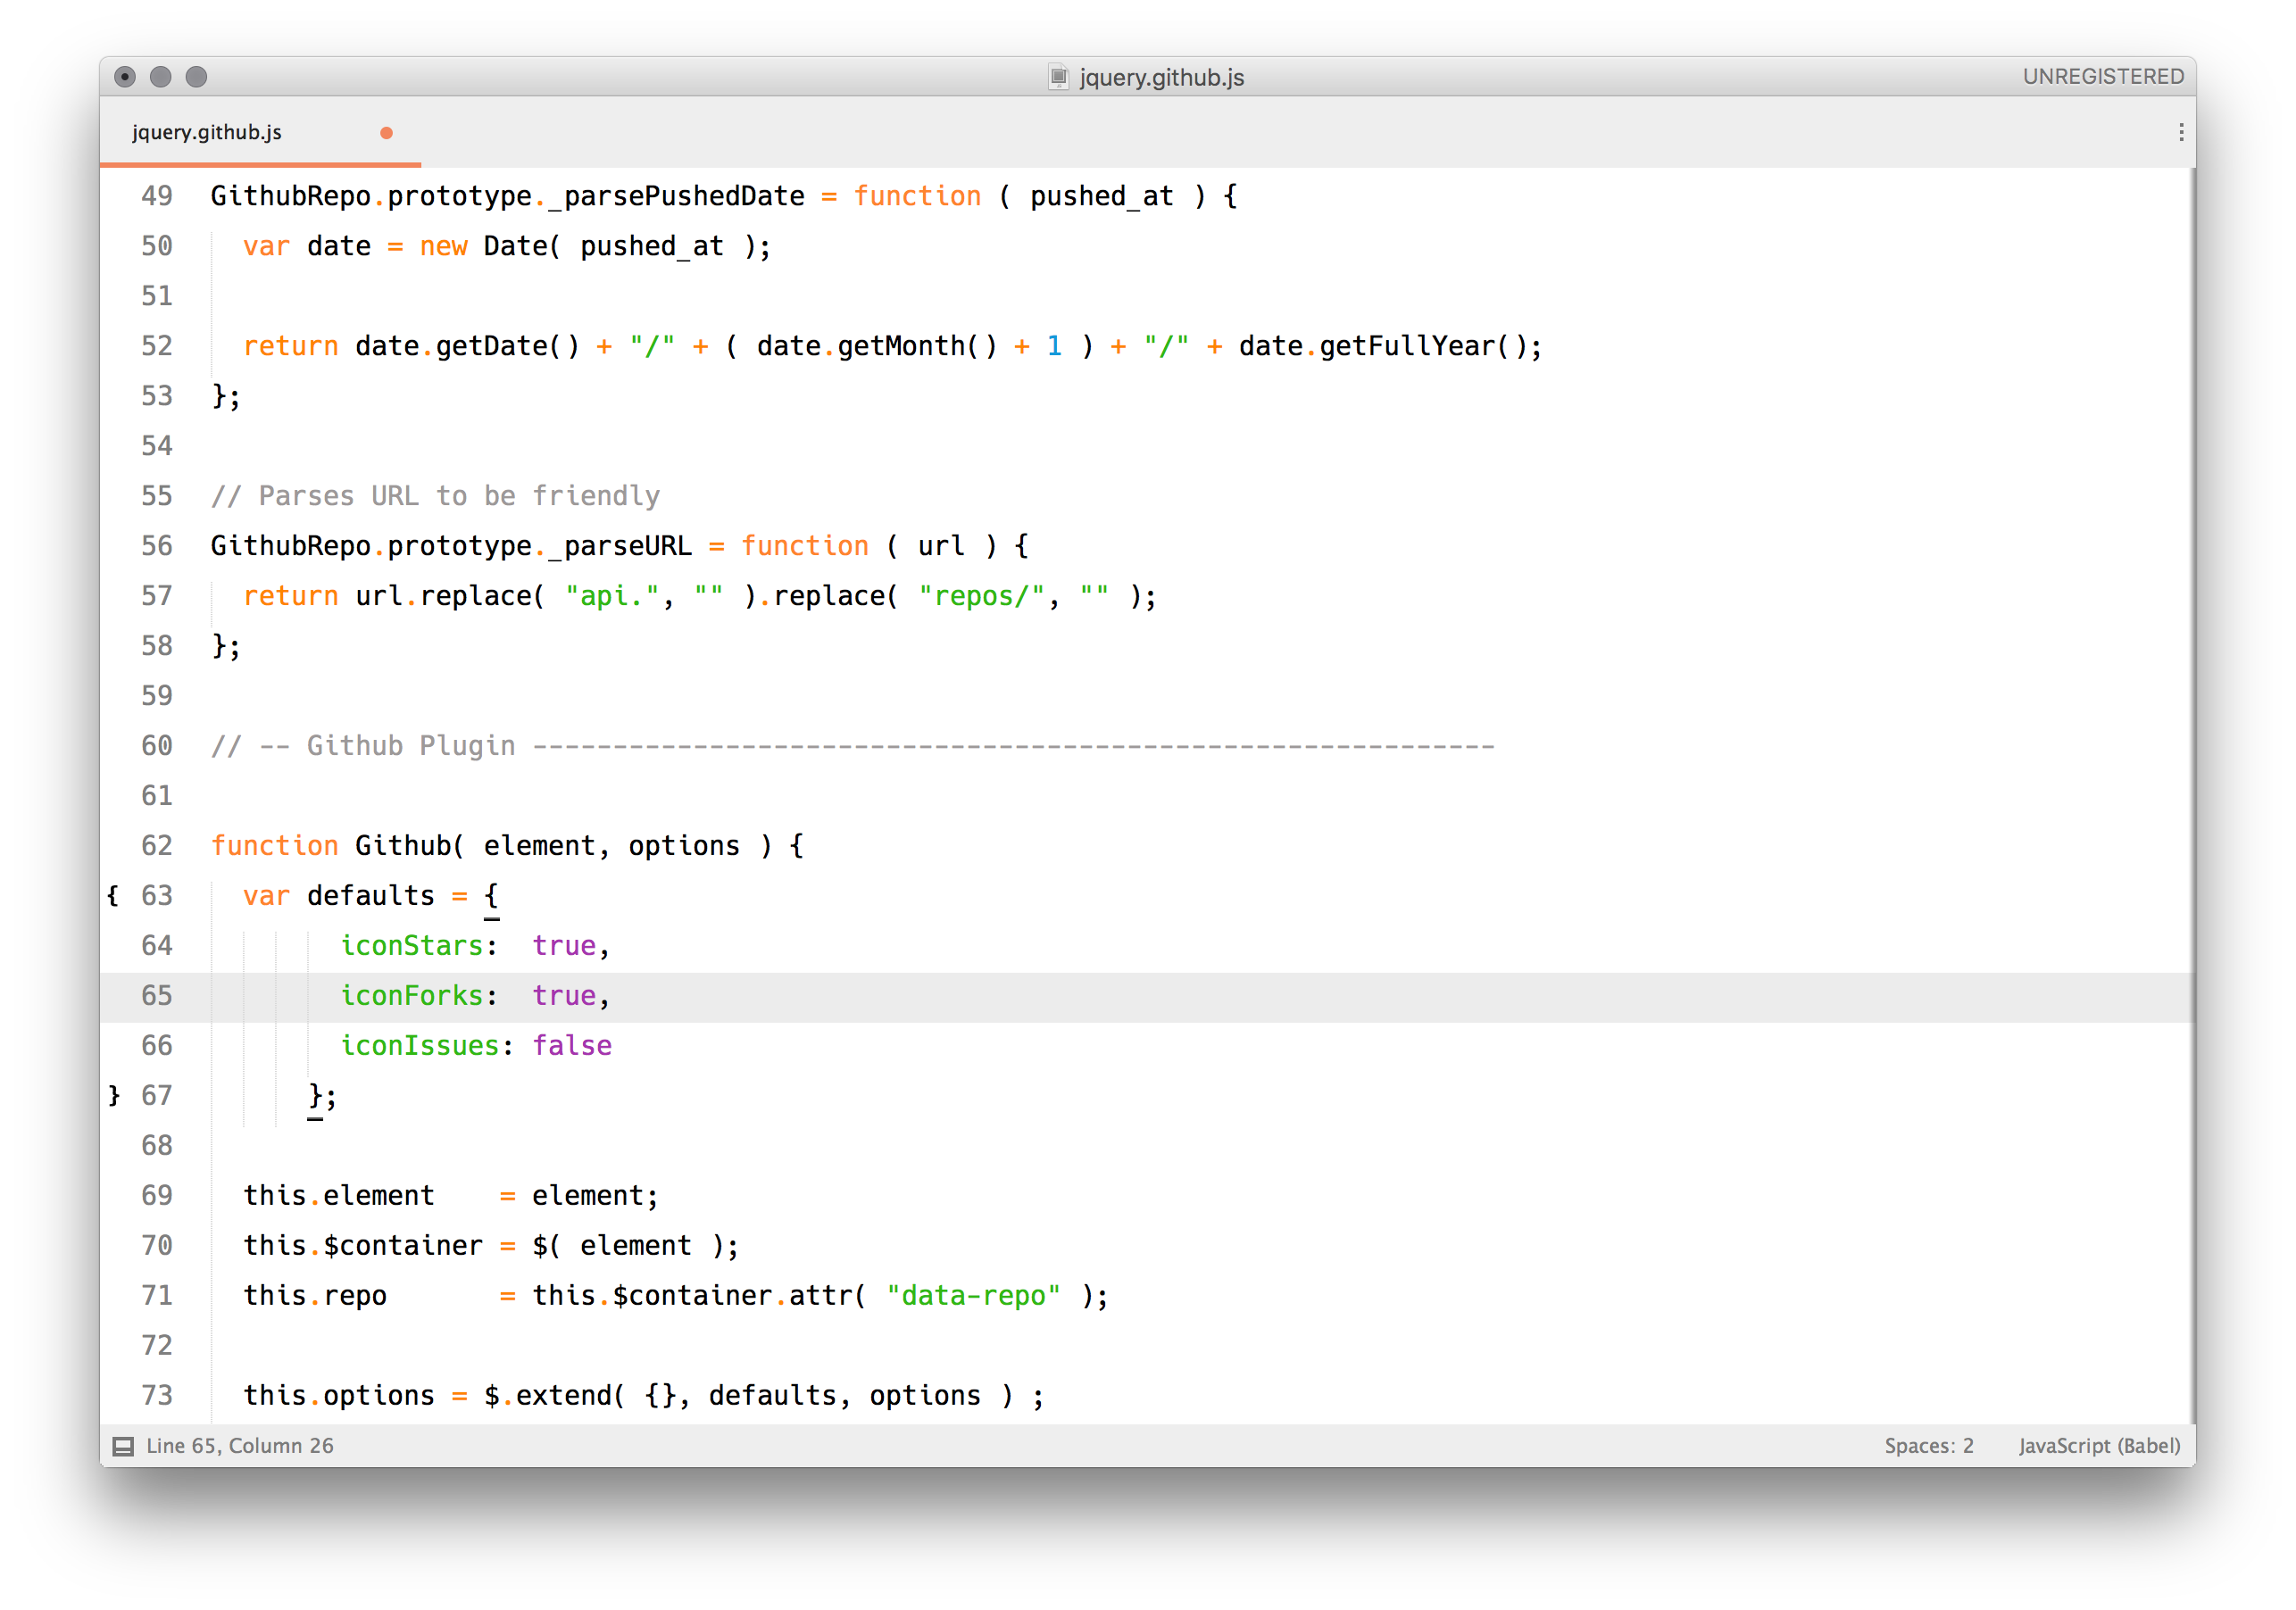 jquery.github.js
UNREGISTERED
jquery.github.js
49 GithubRepo.prototype._parsePushedDate = function ( pushed_at ) {
50   var date = new Date( pushed_at );
51
52   return date.getDate() + "/" + ( date.getMonth() + 1 ) + "/" + date.getFullYear();
53 };
54
55 // Parses URL to be friendly
56 GithubRepo.prototype._parseURL = function ( url ) {
57   return url.replace( "api.", "" ).replace( "repos/", "" );
58 };
59
60 // -- Github Plugin ------------------------------------------------------------
61
62 function Github( element, options ) {
{ 63   var defaults = {
64         iconStars:  true,
65         iconForks:  true,
66         iconIssues: false
} 67       };
68
69   this.element    = element;
70   this.$container = $( element );
71   this.repo       = this.$container.attr( "data-repo" );
72
73   this.options = $.extend( {}, defaults, options ) ;
Line 65, Column 26
Spaces: 2
JavaScript (Babel)